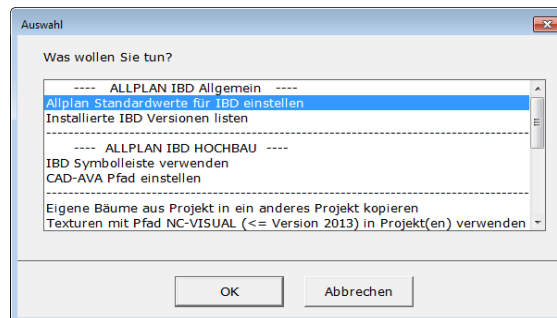 Auswahl
Was wollen Sie tun?
---- ALLPLAN IBD Allgemein ----
Allplan Standardwerte für IBD einstellen
Installierte IBD Versionen listen
---- ALLPLAN IBD HOCHBAU ----
IBD Symbolleiste verwenden
CAD-AVA Pfad einstellen
Eigene Bäume aus Projekt in ein anderes Projekt kopieren
Texturen mit Pfad NC-VISUAL (<= Version 2013) in Projekt(en) verwenden
OK
Abbrechen